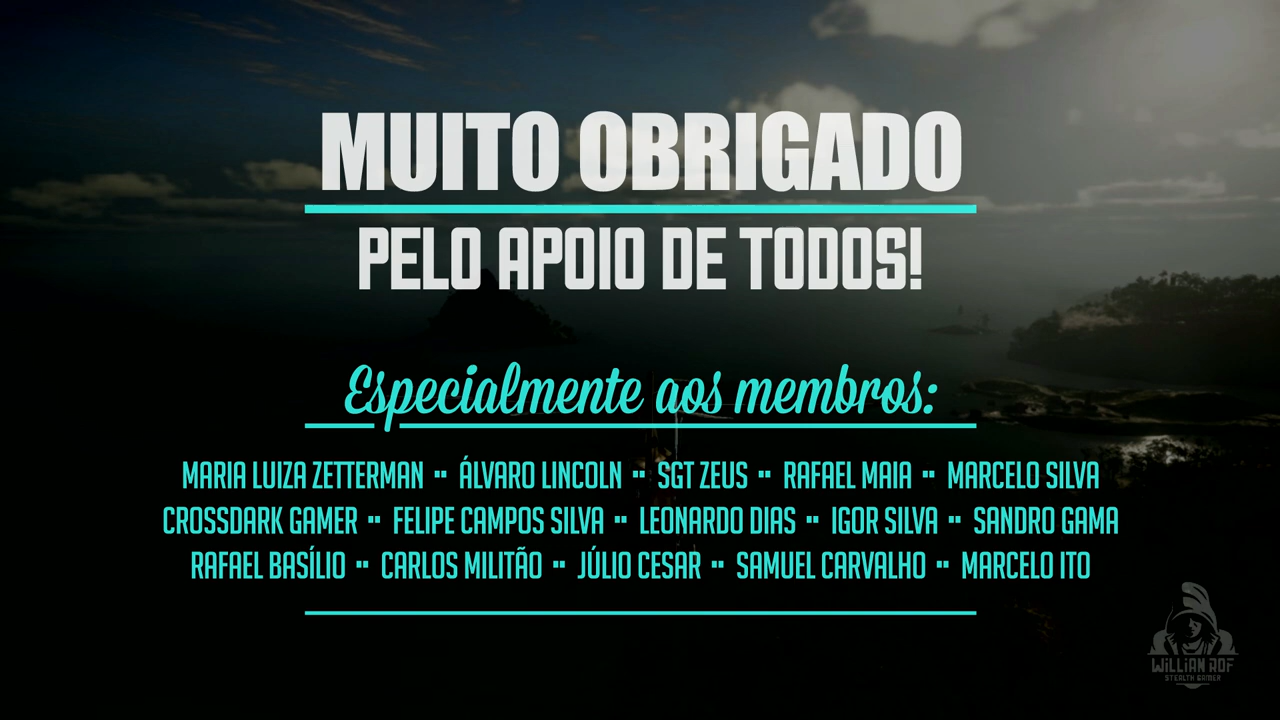 MUITO OBRIGADO
PELO APOIO DE TODOS!
Especialmente aos membros:
MARIA LUIZA ZETTERMAN ▪▪ ÁLVARO LINCOLN ▪▪ SGT ZEUS ▪▪ RAFAEL MAIA ▪▪ MARCELO SILVA
CROSSDARK GAMER ▪▪ FELIPE CAMPOS SILVA ▪▪ LEONARDO DIAS ▪▪ IGOR SILVA ▪▪ SANDRO GAMA
RAFAEL BASÍLIO ▪▪ CARLOS MILITÃO ▪▪ JÚLIO CESAR ▪▪ SAMUEL CARVALHO ▪▪ MARCELO ITO
WILLIAN ROF
STEALTH GAMER